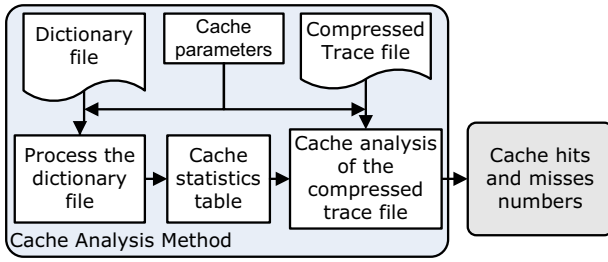 Dictionary
file
Cache
parameters
Compressed
Trace file
Process the
dictionary
file
Cache
statistics
table
Cache analysis
of the
compressed
trace file
Cache hits
and misses
numbers
Cache Analysis Method